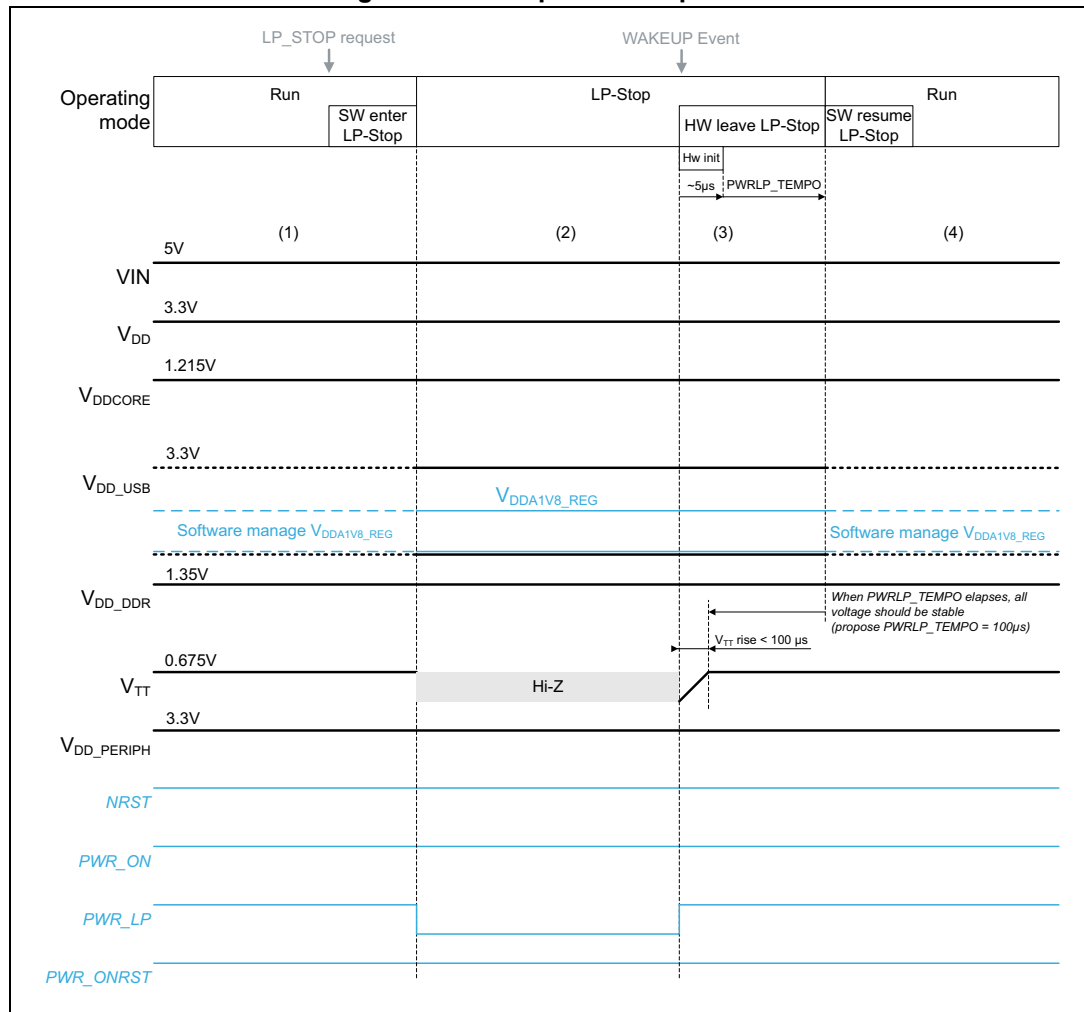 LP_STOP request
WAKEUP Event
Operating mode
Run
LP-Stop
Run
SW enter
LP-Stop
HW leave LP-Stop
SW resume
LP-Stop
Hw init
~5µs
PWRLP_TEMPO
(1)
(2)
(3)
(4)
5V
VIN
3.3V
VDD
1.215V
VDDCORE
3.3V
VDD_USB
VDDA1V8_REG
Software manage VDDA1V8_REG
Software manage VDDA1V8_REG
1.35V
VDD_DDR
When PWRLP_TEMPO elapses, all
voltage should be stable
(propose PWRLP_TEMPO = 100µs)
VTT rise < 100 µs
0.675V
VTT
Hi-Z
3.3V
VDD_PERIPH
NRST
PWR_ON
PWR_LP
PWR_ONRST